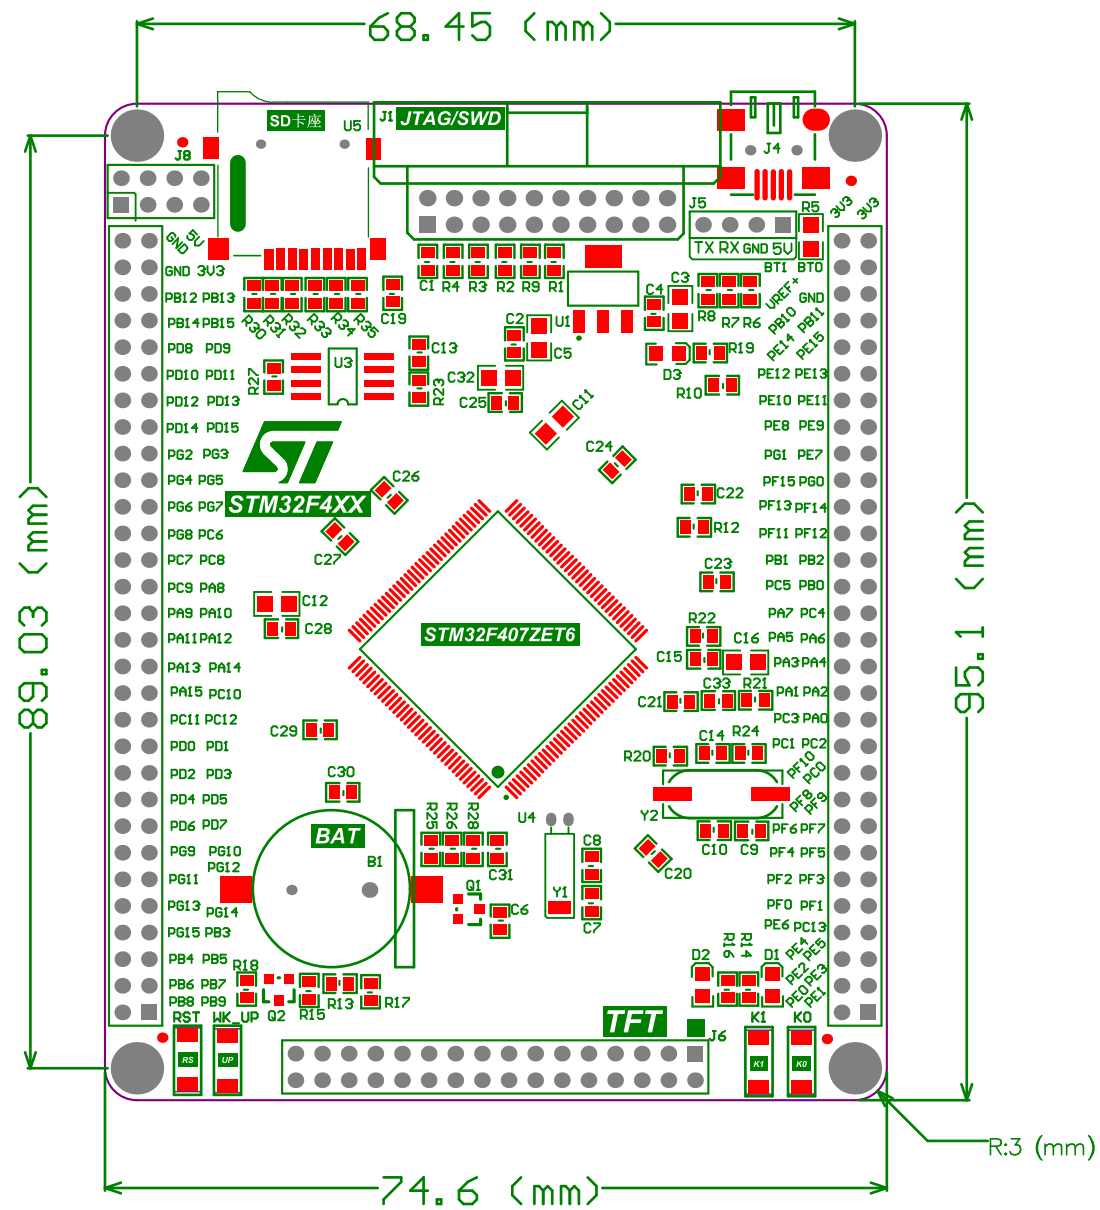 68.45 (mm)
SD卡座
U5
J1
JTAG/SWD
J4
J8
J5
R5
3V3
3V3
GND
5V
TX RX GND 5V
BT1 BT0
GND 3V3
C1 R4 R3 R2 R9 R1
C4 C3
VREF+
GND
PB12 PB13
R30 R31 R32 R33 R34 R35
C19
C2
U1
R8
R7 R6
PB10
PB11
PB14 PB15
PD8 PD9
C13
C5
R19
PE14
PE15
U3
R27
R23
C32
D3
PD10 PD11
PE12 PE13
C25
C11
R10
PD12 PD13
PE10 PE11
PD14 PD15
PE8 PE9
C24
PG2 PG3
PG1 PE7
C26
PG4 PG5
PF15 PG0
C22
STM32F4XX
PG6 PG7
PF13 PF14
R12
PG8 PC6
PF11 PF12
C27
PC7 PC8
PB1 PB2
C23
PC9 PA8
PC5 PB0
C12
PA9 PA10
PA7 PC4
C28
STM32F407ZET6
R22
PA11 PA12
PA5 PA6
C15
C16
PA13 PA14
PA3 PA4
C33
R21
PA15 PC10
PA1 PA2
C21
PC11 PC12
PC3 PA0
C29
C14
R24
PD0 PD1
PC1 PC2
R20
PF10
PC0
C30
PD2 PD3
PD4 PD5
Y2
PF8
PF9
R25 R26 R28
U4
PD6 PD7
PF6 PF7
BAT
C8
C10 C9
PG9 PG10
PF4 PF5
B1
C31
C20
PG12
PG11
PF2 PF3
Q1
Y1
PG13
PG14
PF0 PF1
C6
C7
PE6 PC13
PG15 PB3
R16 R14
PE4
PE5
PB4 PB5
D2
D1
R18
PE2
PE3
PB6 PB7
PE0
PE1
PB8 PB9
R13
R17
RST
WK_UP
Q2
R15
TFT
J6
K1
K0
RS
UP
K1
K0
89.03 (mm)
95.1 (mm)
R:3 (mm)
74.6 (mm)